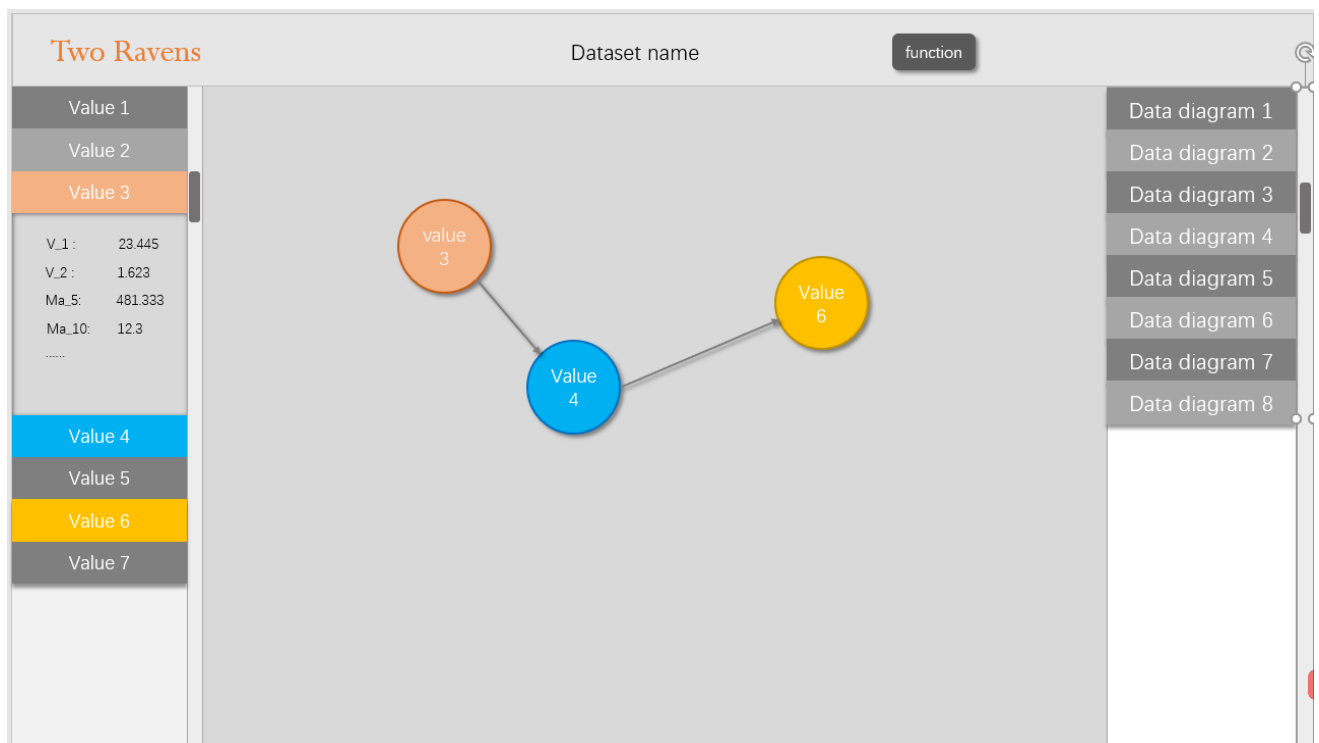 Two Ravens
Dataset name
function
Value 1
Value 2
Value 3
V_1 : 23.445
V_2 : 1.623
Ma_5: 481.333
Ma_10: 12.3
......
Value 4
Value 5
Value 6
Value 7
value
3
Value
4
Value
6
Data diagram 1
Data diagram 2
Data diagram 3
Data diagram 4
Data diagram 5
Data diagram 6
Data diagram 7
Data diagram 8